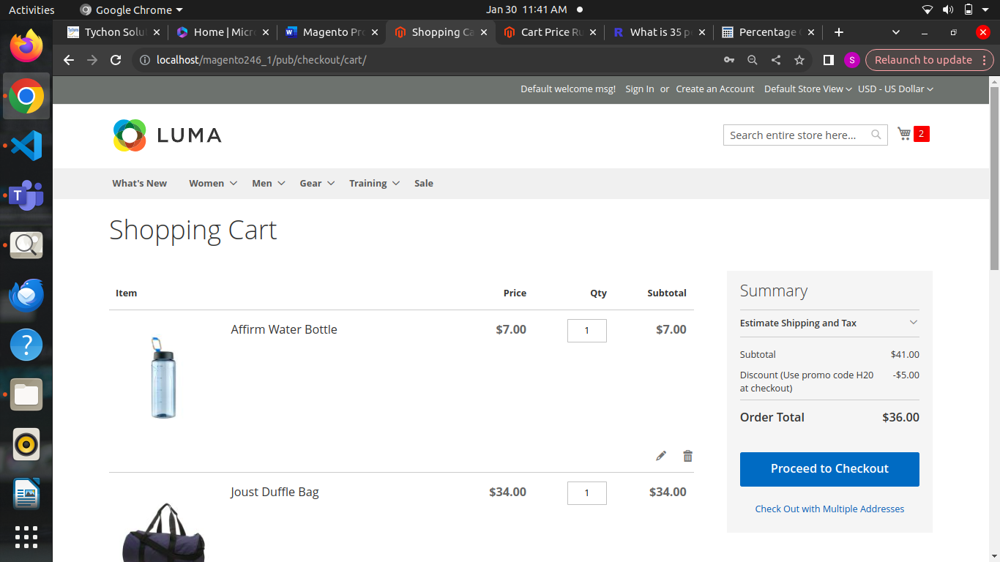 Activities
Google Chrome
Jan 30 11:41 AM
Tychon Solu
Home | Micr
Magento Pr
Shopping Ca
Cart Price Ru
What is 35 p
Percentage
localhost/magento246_1/pub/checkout/cart/
S
Relaunch to update
Default welcome msg!
Sign In or Create an Account
Default Store View
USD - US Dollar
LUMA
Search entire store here...
2
What's New
Women
Men
Gear
Training
Sale
Shopping Cart
Item Price Qty Subtotal
Affirm Water Bottle $7.00 1 $7.00
Joust Duffle Bag $34.00 1 $34.00
Summary
Estimate Shipping and Tax
Subtotal $41.00
Discount (Use promo code H20 -$5.00
at checkout)
Order Total $36.00
Proceed to Checkout
Check Out with Multiple Addresses